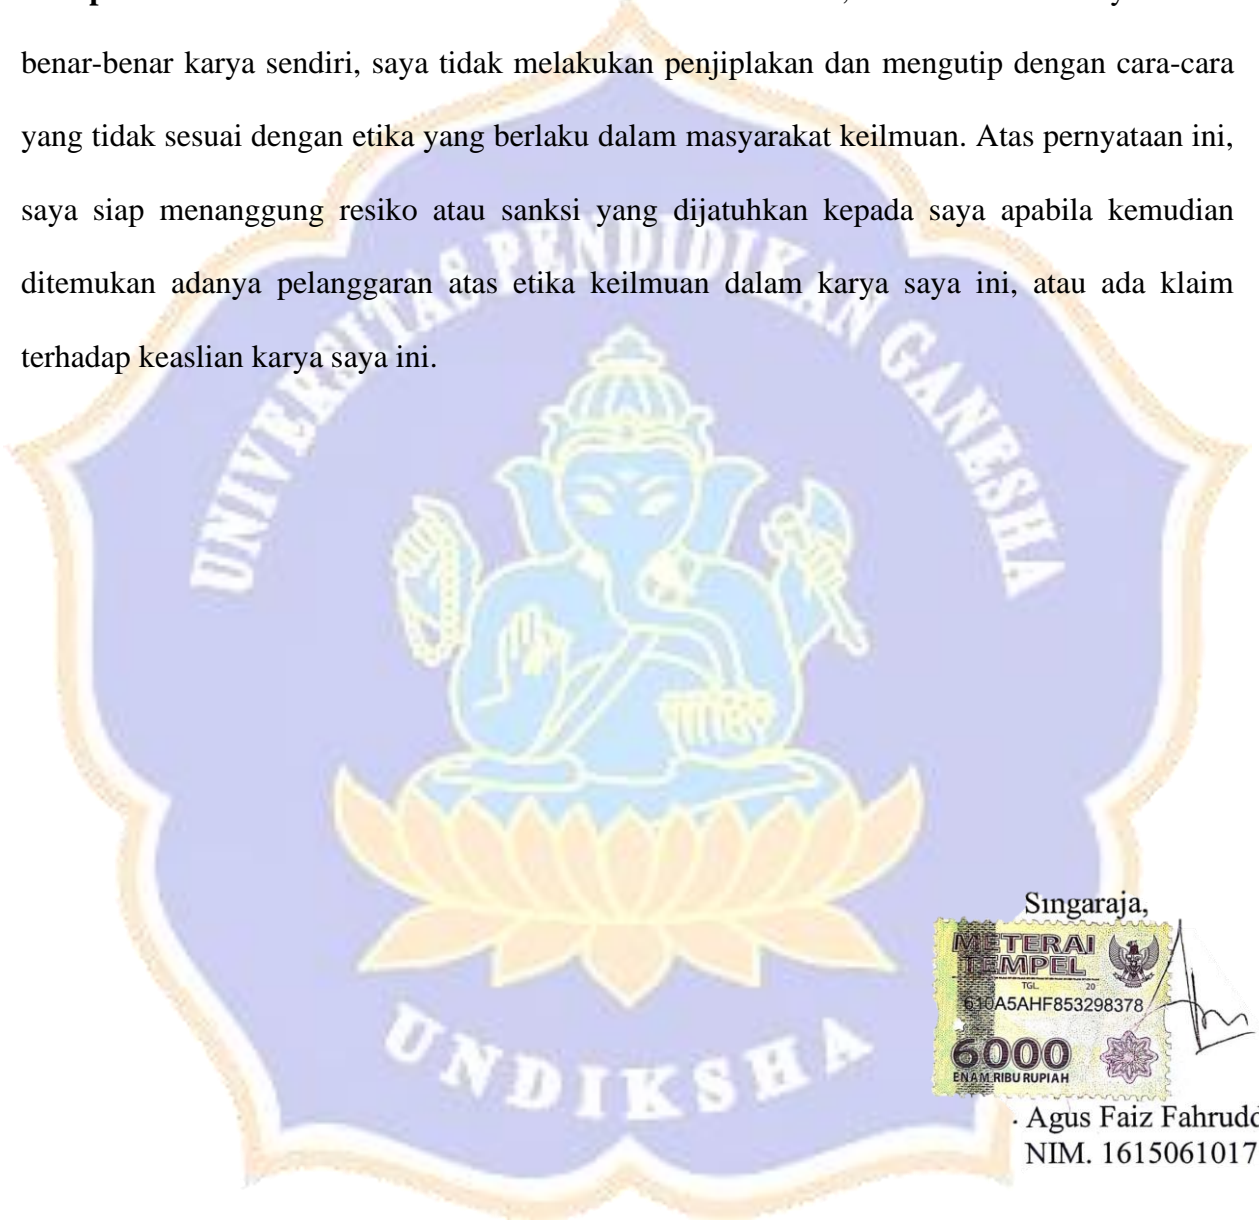 benar-benar karya sendiri, saya tidak melakukan penjiplakan dan mengutip dengan cara-cara
yang tidak sesuai dengan etika yang berlaku dalam masyarakat keilmuan. Atas pernyataan ini,
saya siap menanggung resiko atau sanksi yang dijatuhkan kepada saya apabila kemudian
ditemukan adanya pelanggaran atas etika keilmuan dalam karya saya ini, atau ada klaim
terhadap keaslian karya saya ini.
UNIVERSITAS PENDIDIKAN GANESHA
UNDIKSHA
Singaraja,
METERAI
TEMPEL
TGL. 20
610A5AHF853298378
6000
ENAM RIBU RUPIAH
Agus Faiz Fahrudd
NIM. 1615061017